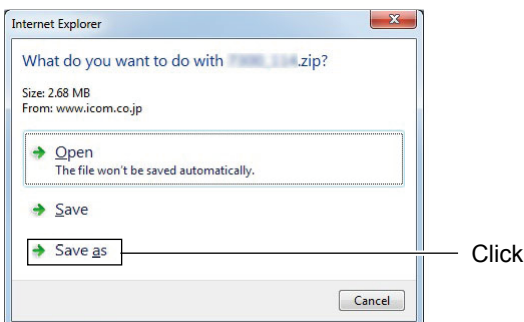 Internet Explorer
What do you want to do with .zip?
Size: 2.68 MB
From: www.icom.co.jp
Open
The file won't be saved automatically.
Save
Save as
Click
Cancel